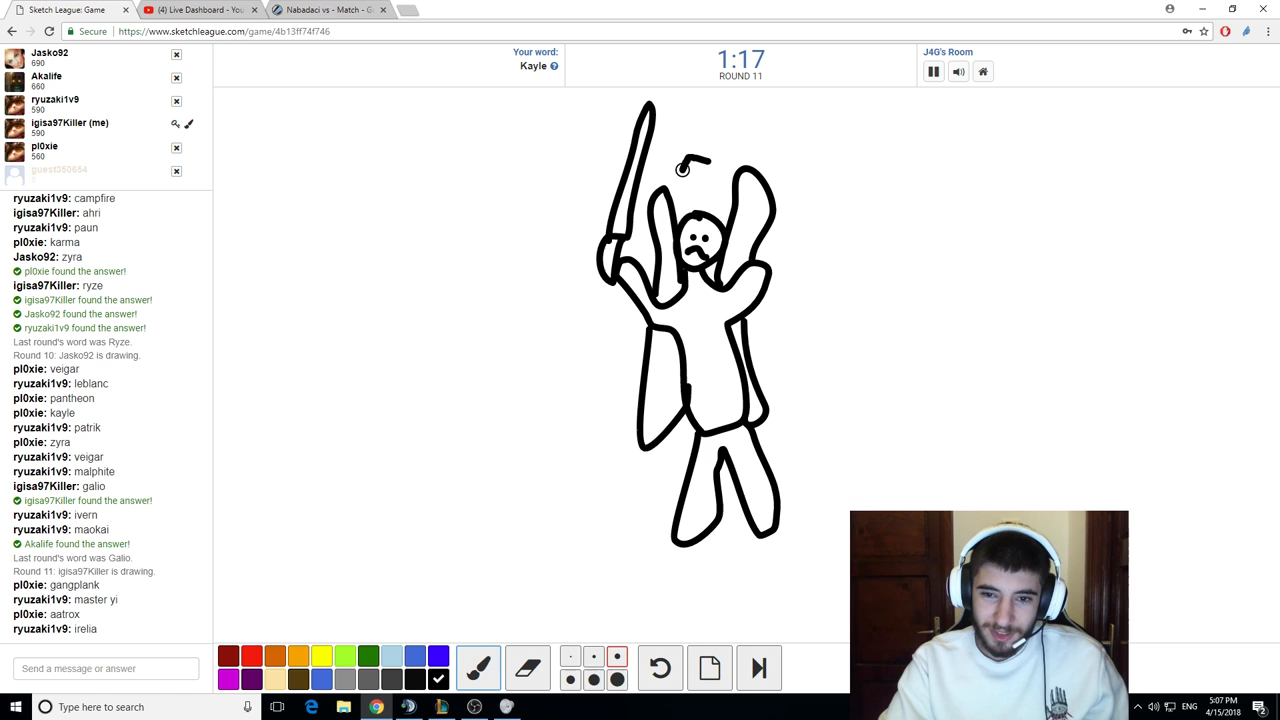 Sketch League: Game
(4) Live Dashboard - You
Nabadaci vs - Match - G
Secure
https://www.sketchleague.com/game/4b13ff74f746
Jasko92
690
Akalife
660
ryuzaki1v9
590
igisa97Killer (me)
590
pl0xie
560
Your word:
Kayle
1:17
ROUND 11
J4G's Room
ryuzaki1v9: campfire
igisa97Killer: ahri
ryuzaki1v9: paun
pl0xie: karma
Jasko92: zyra
pl0xie found the answer!
igisa97Killer: ryze
igisa97Killer found the answer!
Jasko92 found the answer!
ryuzaki1v9 found the answer!
Last round's word was Ryze.
Round 10: Jasko92 is drawing.
pl0xie: veigar
ryuzaki1v9: leblanc
pl0xie: pantheon
pl0xie: kayle
ryuzaki1v9: patrik
pl0xie: zyra
ryuzaki1v9: veigar
ryuzaki1v9: malphite
igisa97Killer: galio
igisa97Killer found the answer!
ryuzaki1v9: ivern
ryuzaki1v9: maokai
Akalife found the answer!
Last round's word was Galio.
Round 11: igisa97Killer is drawing.
pl0xie: gangplank
ryuzaki1v9: master yi
pl0xie: aatrox
ryuzaki1v9: irelia
Send a message or answer
Type here to search
ENG
5:07 PM
4/15/2018
2